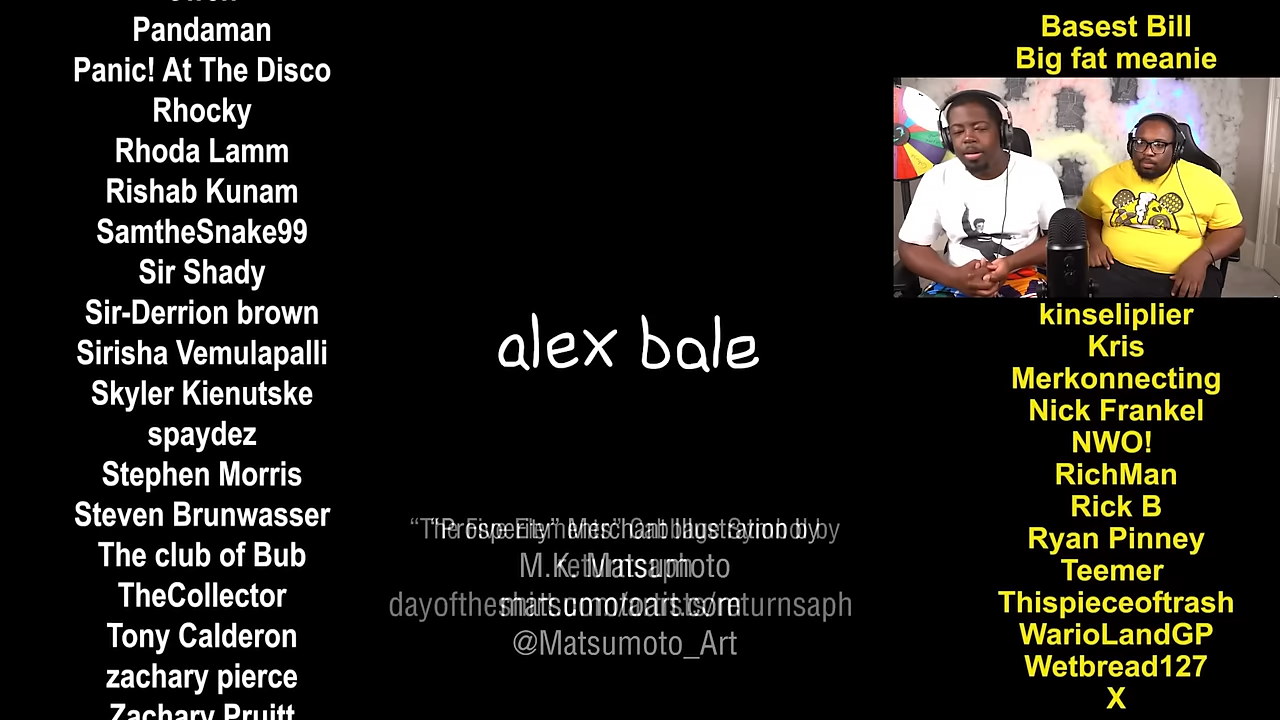 Pandaman
Panic! At The Disco
Rhocky
Rhoda Lamm
Rishab Kunam
SamtheSnake99
Sir Shady
Sir-Derrion brown
Sirisha Vemulapalli
Skyler Kienutske
spaydez
Stephen Morris
Steven Brunwasser
The club of Bub
TheCollector
Tony Calderon
zachary pierce
Zachary Pruitt
alex bale
@Matsumoto_Art
Basest Bill
Big fat meanie
kinseliplier
Kris
Merkonnecting
Nick Frankel
NWO!
RichMan
Rick B
Ryan Pinney
Teemer
Thispieceoftrash
WarioLandGP
Wetbread127
X